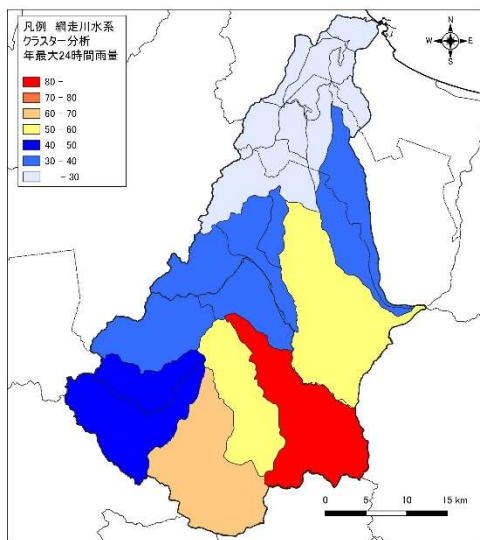 凡例 網走川水系
クラスター分析
年最大24時間雨量
80 -
70 - 80
60 - 70
50 - 60
40 - 50
30 - 40
- 30
N
W E
S
0 5 10 15 km